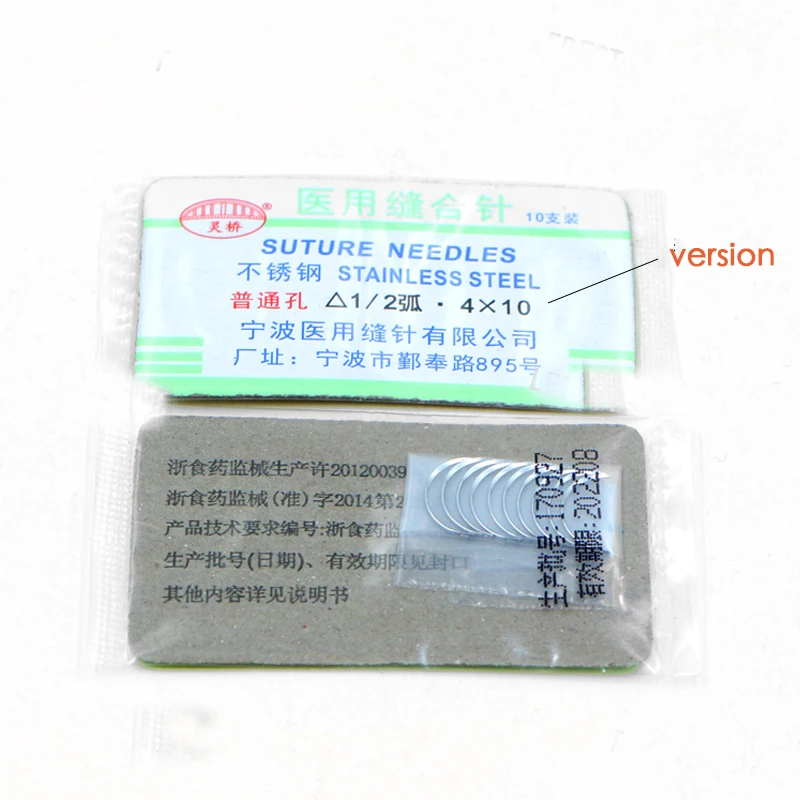 医用缝合针 10支装
灵桥®
SUTURE NEEDLES
不锈钢 STAINLESS STEEL
version
普通孔 △1/2弧 · 4×10
宁波医用缝针有限公司
厂址：宁波市鄞奉路895号
浙食药监械生产许20120039
浙食药监械(准)字2014第2
产品技术要求编号:浙食药监
生产批号(日期)、有效期限见封口
其他内容详见说明书
生产批号:170927
有效期限:202208